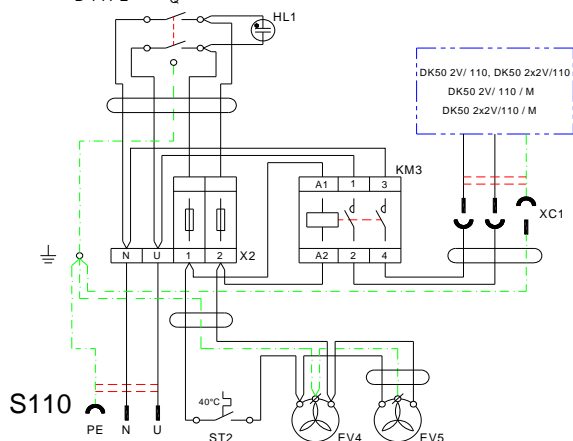 HL1
DK50 2V/ 110, DK50 2x2V/110
DK50 2V/ 110 / M
DK50 2x2V/110 / M
KM3
A1 1 3
XC1
N U 1 2 X2
A2 2 4
40°C
S110
PE N U ST2 EV4 EV5